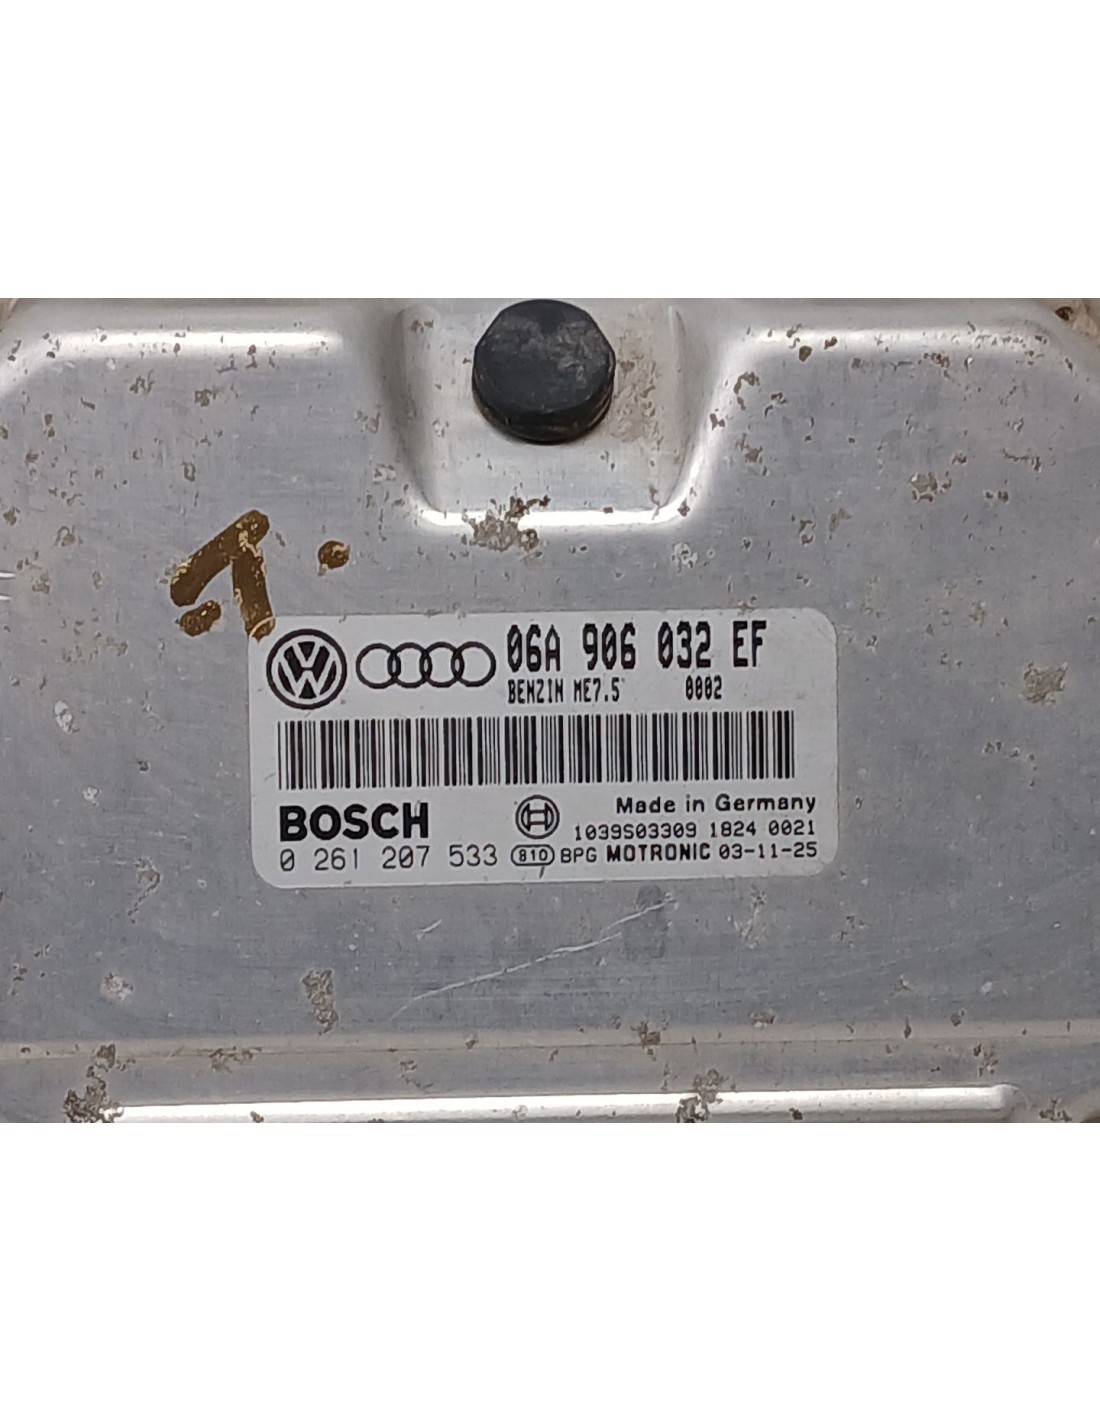 1.
06A 906 032 EF
BENZIN ME7.5 0002
BOSCH
Made in Germany
1039S03309 1824 0021
0 261 207 533 810 BPG MOTRONIC 03-11-25